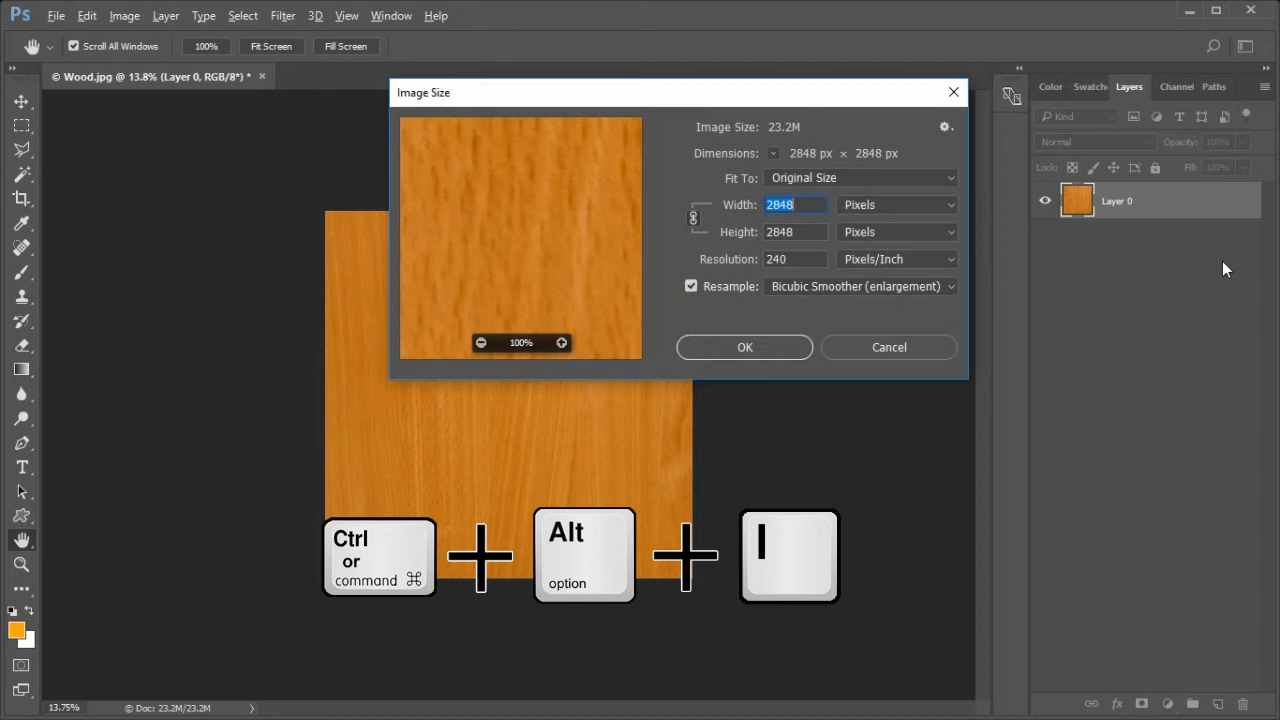 Ps File Edit Image Layer Type Select Filter 3D View Window Help
Scroll All Windows 100% Fit Screen Fill Screen
© Wood.jpg @ 13.8% (Layer 0, RGB/8*) *
Image Size
Image Size: 23.2M
Dimensions: 2848 px × 2848 px
Fit To: Original Size
Width: 2848 Pixels
Height: 2848 Pixels
Resolution: 240 Pixels/Inch
Resample: Bicubic Smoother (enlargement)
100%
OK Cancel
Color Swatch Layers Channel Paths
Kind
Normal Opacity: 100%
Lock: Fill: 100%
Layer 0
Ctrl
or
command ⌘
+
Alt
option
+
I
13.75% © Doc: 23.2M/23.2M